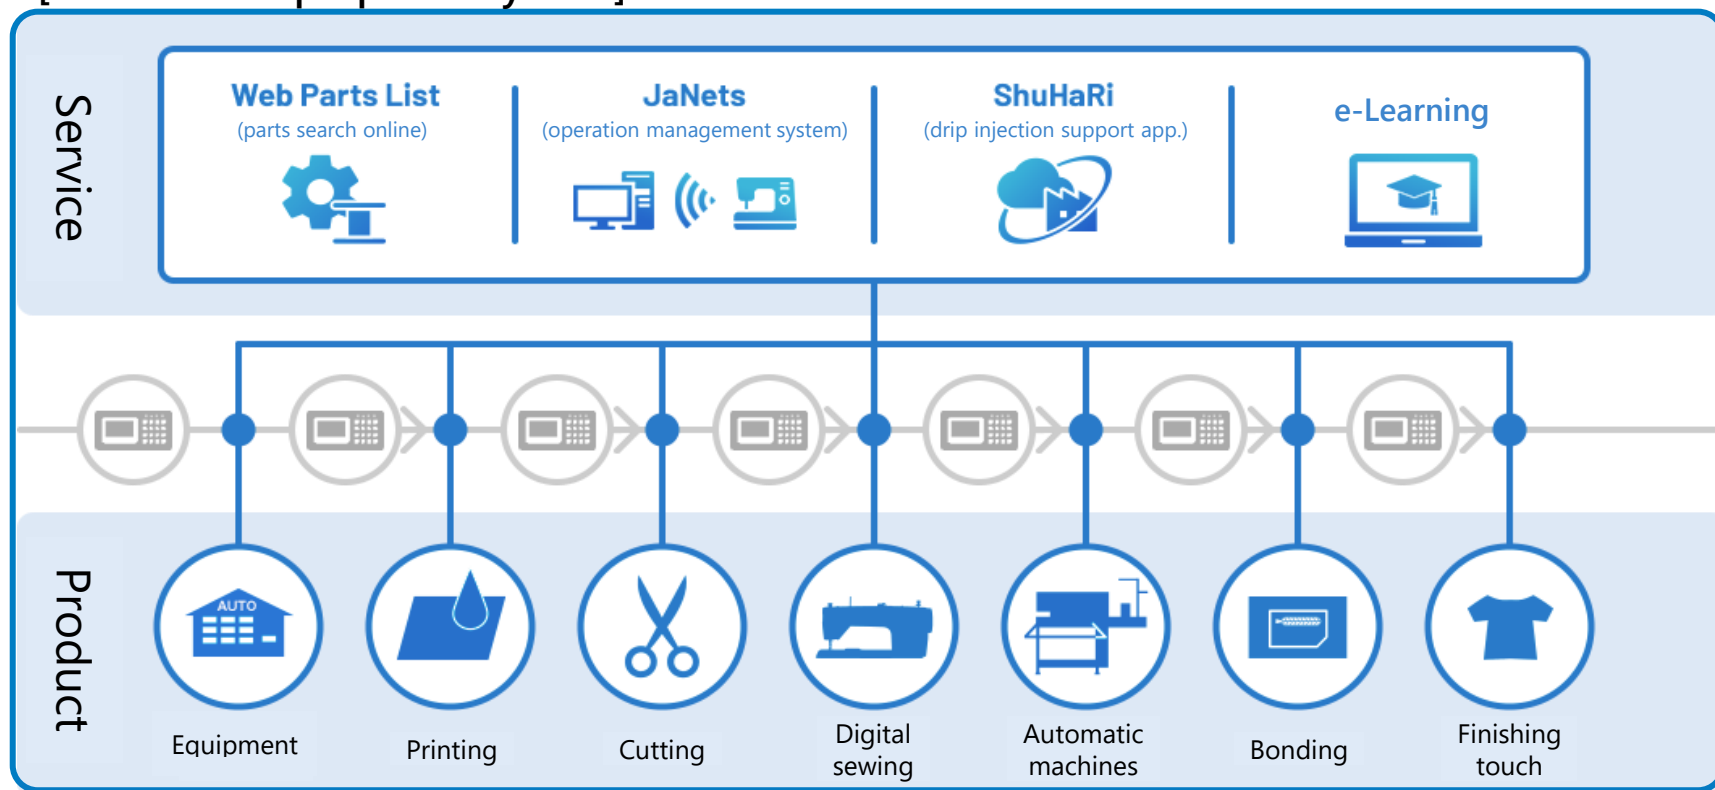 Service
Web Parts List
(parts search online)
JaNets
(operation management system)
ShuHaRi
(drip injection support app.)
e-Learning
Product
AUTO
Equipment
Printing
Cutting
Digital
sewing
Automatic
machines
Bonding
Finishing
touch